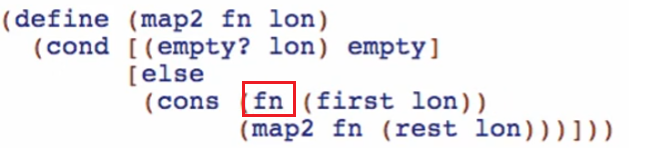 (define (map2 fn lon)
(cond [(empty? lon) empty]
[else
(cons (fn (first lon))
(map2 fn (rest lon)))]))